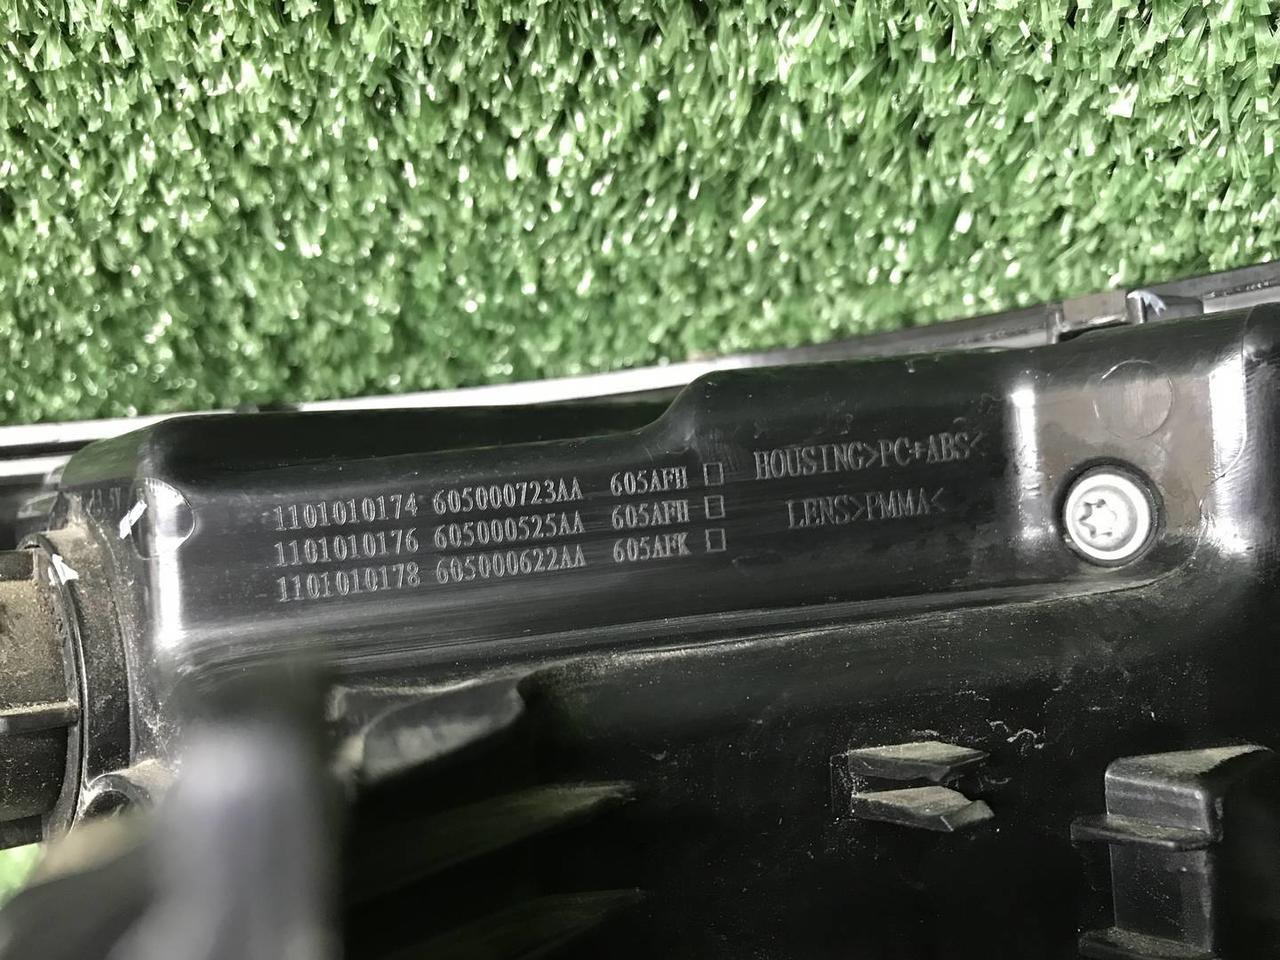 1101010174 605000723AA 605AFH □
1101010176 605000525AA 605AFH □
1101010178 605000622AA 605AFK □
HOUSING>PC+ABS<
LENS>PMMA<